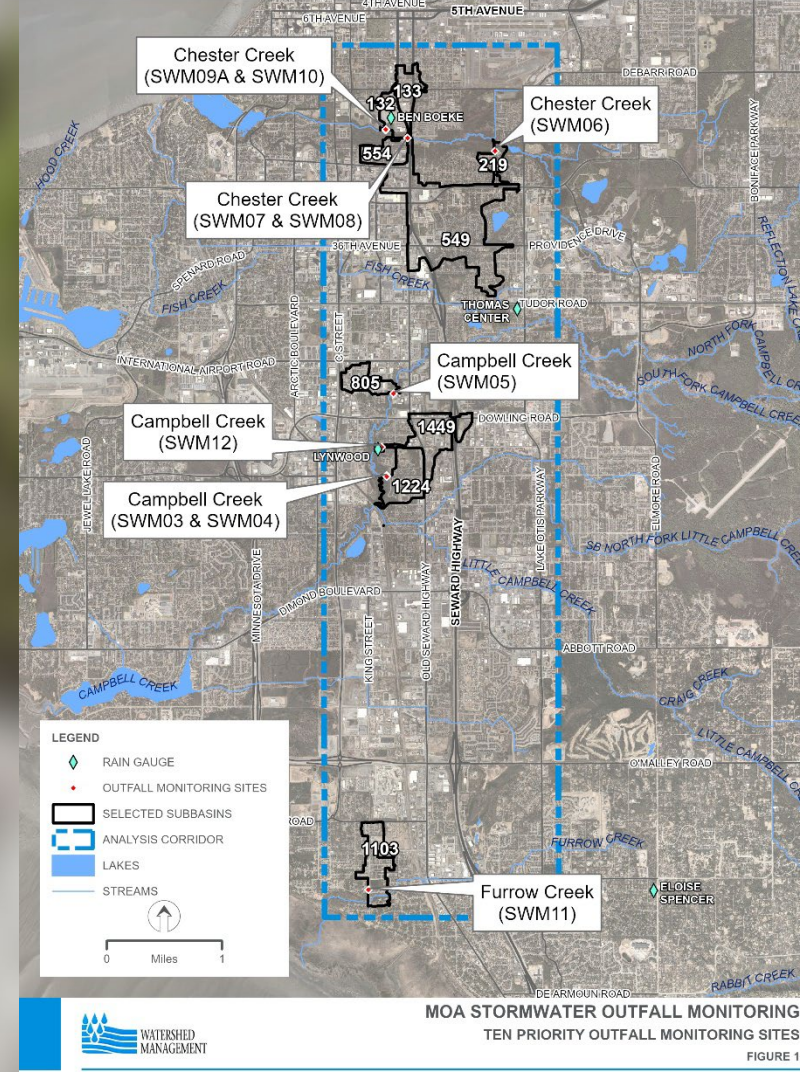 4TH AVENUE
5TH AVENUE
6TH AVENUE
DEBARR ROAD
Chester Creek
(SWM09A & SWM10)
133
132
BEN BOEKE
Chester Creek
(SWM06)
554
219
HOOD CREEK
BONIFACE PARKWAY
Chester Creek
(SWM07 & SWM08)
549
36TH AVENUE
PROVIDENCE DRIVE
REFLECTION LAKE
SPENARD ROAD
FISH CREEK
FISH CREEK
THOMAS
CENTER
TUDOR ROAD
ARCTIC BOULEVARD
C STREET
NORTH FORK CAMPBELL CR
SOUTH FORK CAMPBELL CREE
INTERNATIONAL AIRPORT ROAD
Campbell Creek
(SWM05)
805
Campbell Creek
(SWM12)
1449
DOWLING ROAD
LYNWOOD
JEWEL LAKE ROAD
1224
Campbell Creek
(SWM03 & SWM04)
LAKE OTIS PARKWAY
ELMORE ROAD
SB NORTH FORK LITTLE CAMPBELL CREE
SEWARD HIGHWAY
MINNESOTA DRIVE
DIMOND BOULEVARD
LITTLE CAMPBELL CREEK
KING STREET
OLD SEWARD HIGHWAY
ABBOTT ROAD
CAMPBELL CREEK
CRAIG CREEK
LITTLE CAMPBELL CR
LEGEND
RAIN GAUGE
OUTFALL MONITORING SITES
SELECTED SUBBASINS
ANALYSIS CORRIDOR
LAKES
STREAMS
0 Miles 1
O'MALLEY ROAD
ROAD
1103
FURROW CREEK
Furrow Creek
(SWM11)
ELOISE
SPENCER
RABBIT CREEK
DE ARMOUN ROAD
WATERSHED
MANAGEMENT
MOA STORMWATER OUTFALL MONITORING
TEN PRIORITY OUTFALL MONITORING SITES
FIGURE 1